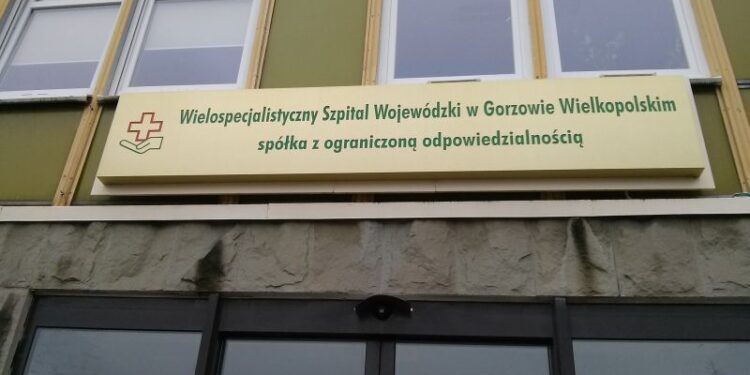 Wielospecjalistyczny Szpital Wojewódzki w Gorzowie Wielkopolskim
spółka z ograniczoną odpowiedzialnością